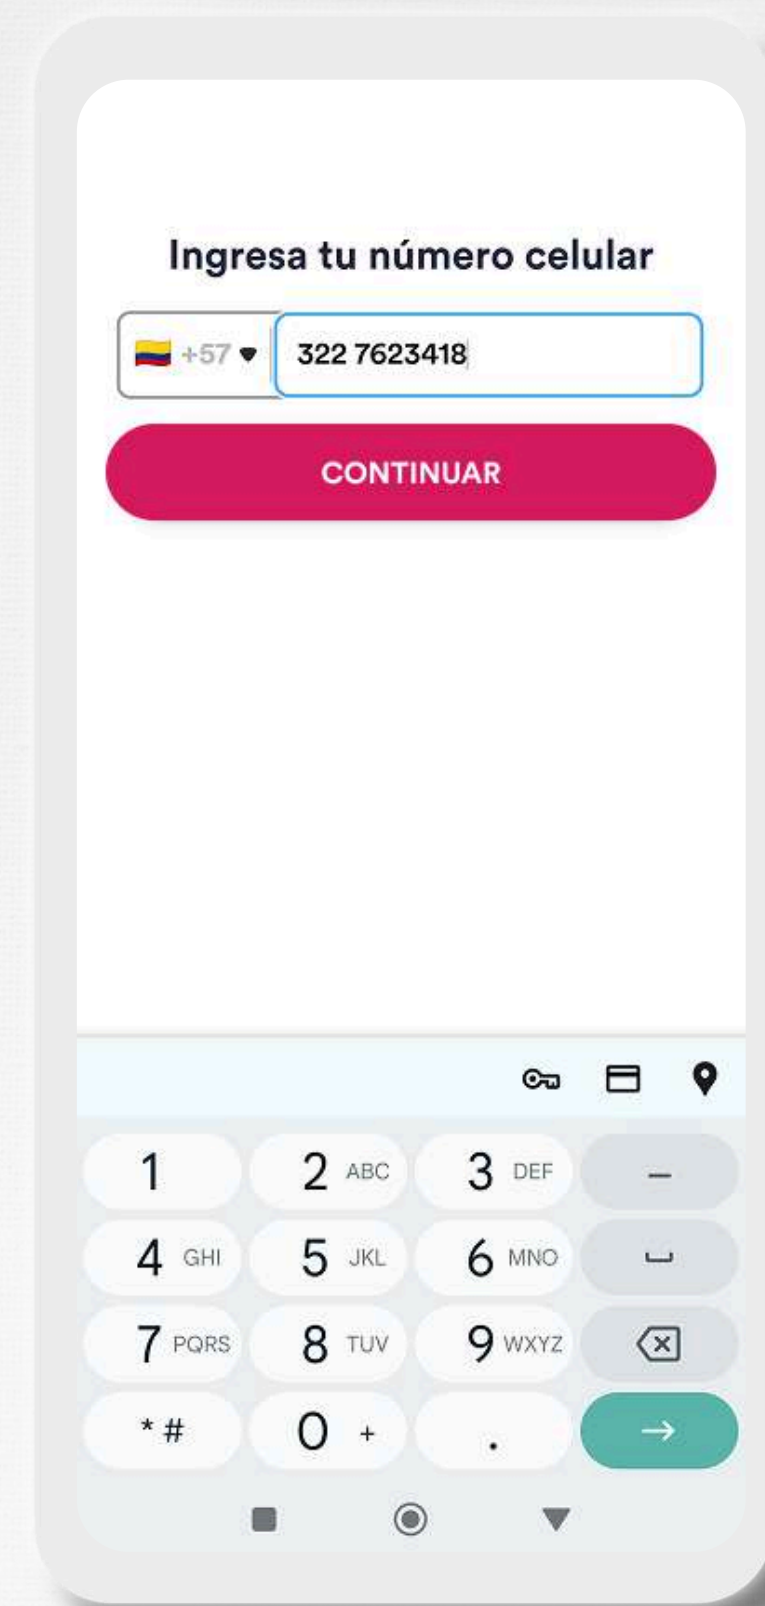 Ingresa tu número celular
+57 322 7623418
CONTINUAR
1 2 ABC 3 DEF –
4 GHI 5 JKL 6 MNO
7 PQRS 8 TUV 9 WXYZ
* # 0 + .